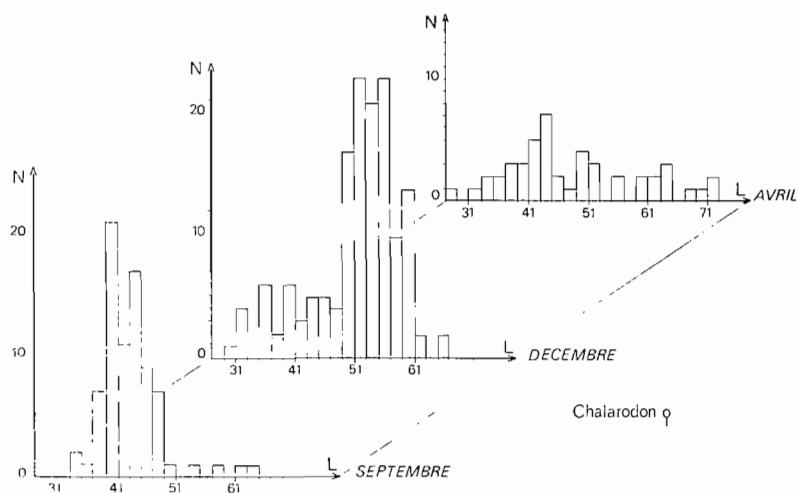 N
10
0
31 41 51 61 71
L AVRIL
N
20
10
0
31 41 51 61
L DECEMBRE
Chalarodon ♀
N
20
10
0
31 41 51 61
L SEPTEMBRE